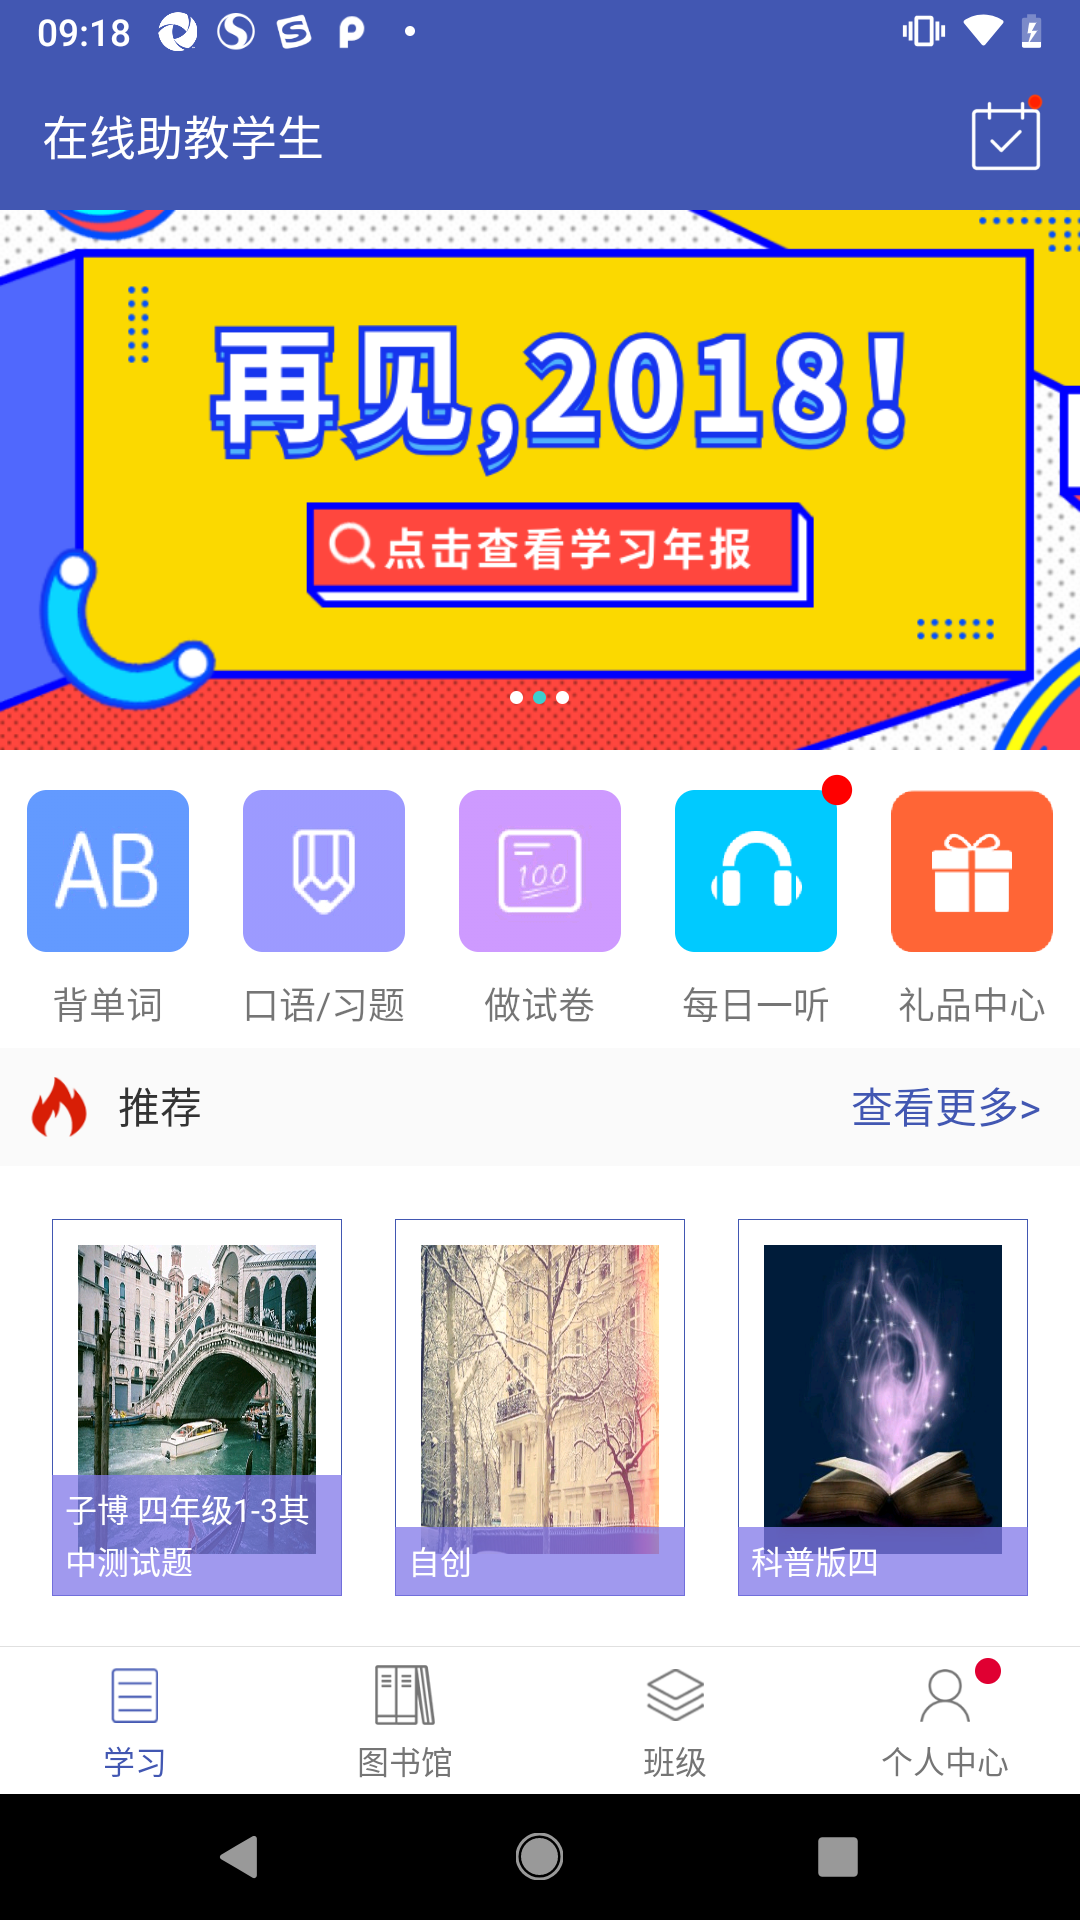 09:18
在线助教学生
再见,2018!
点击查看学习年报
AB
100
背单词
口语/习题
做试卷
每日一听
礼品中心
推荐
查看更多>
子博 四年级1-3其
中测试题
自创
科普版四
学习
图书馆
班级
个人中心